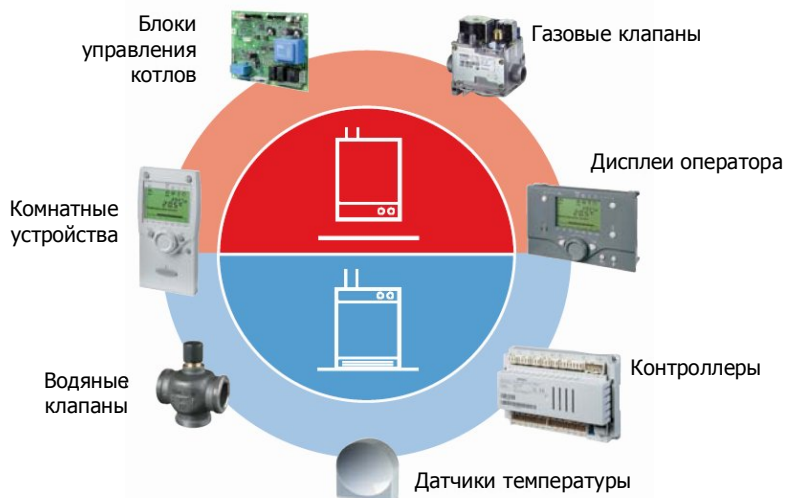 Блоки
управления
котлов
Газовые клапаны
Дисплеи оператора
Комнатные
устройства
Контроллеры
Водяные
клапаны
Датчики температуры